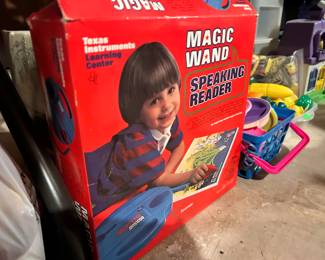 MAGIC
Texas
Instruments
Learning
Center
MAGIC
WAND
SPEAKING
READER